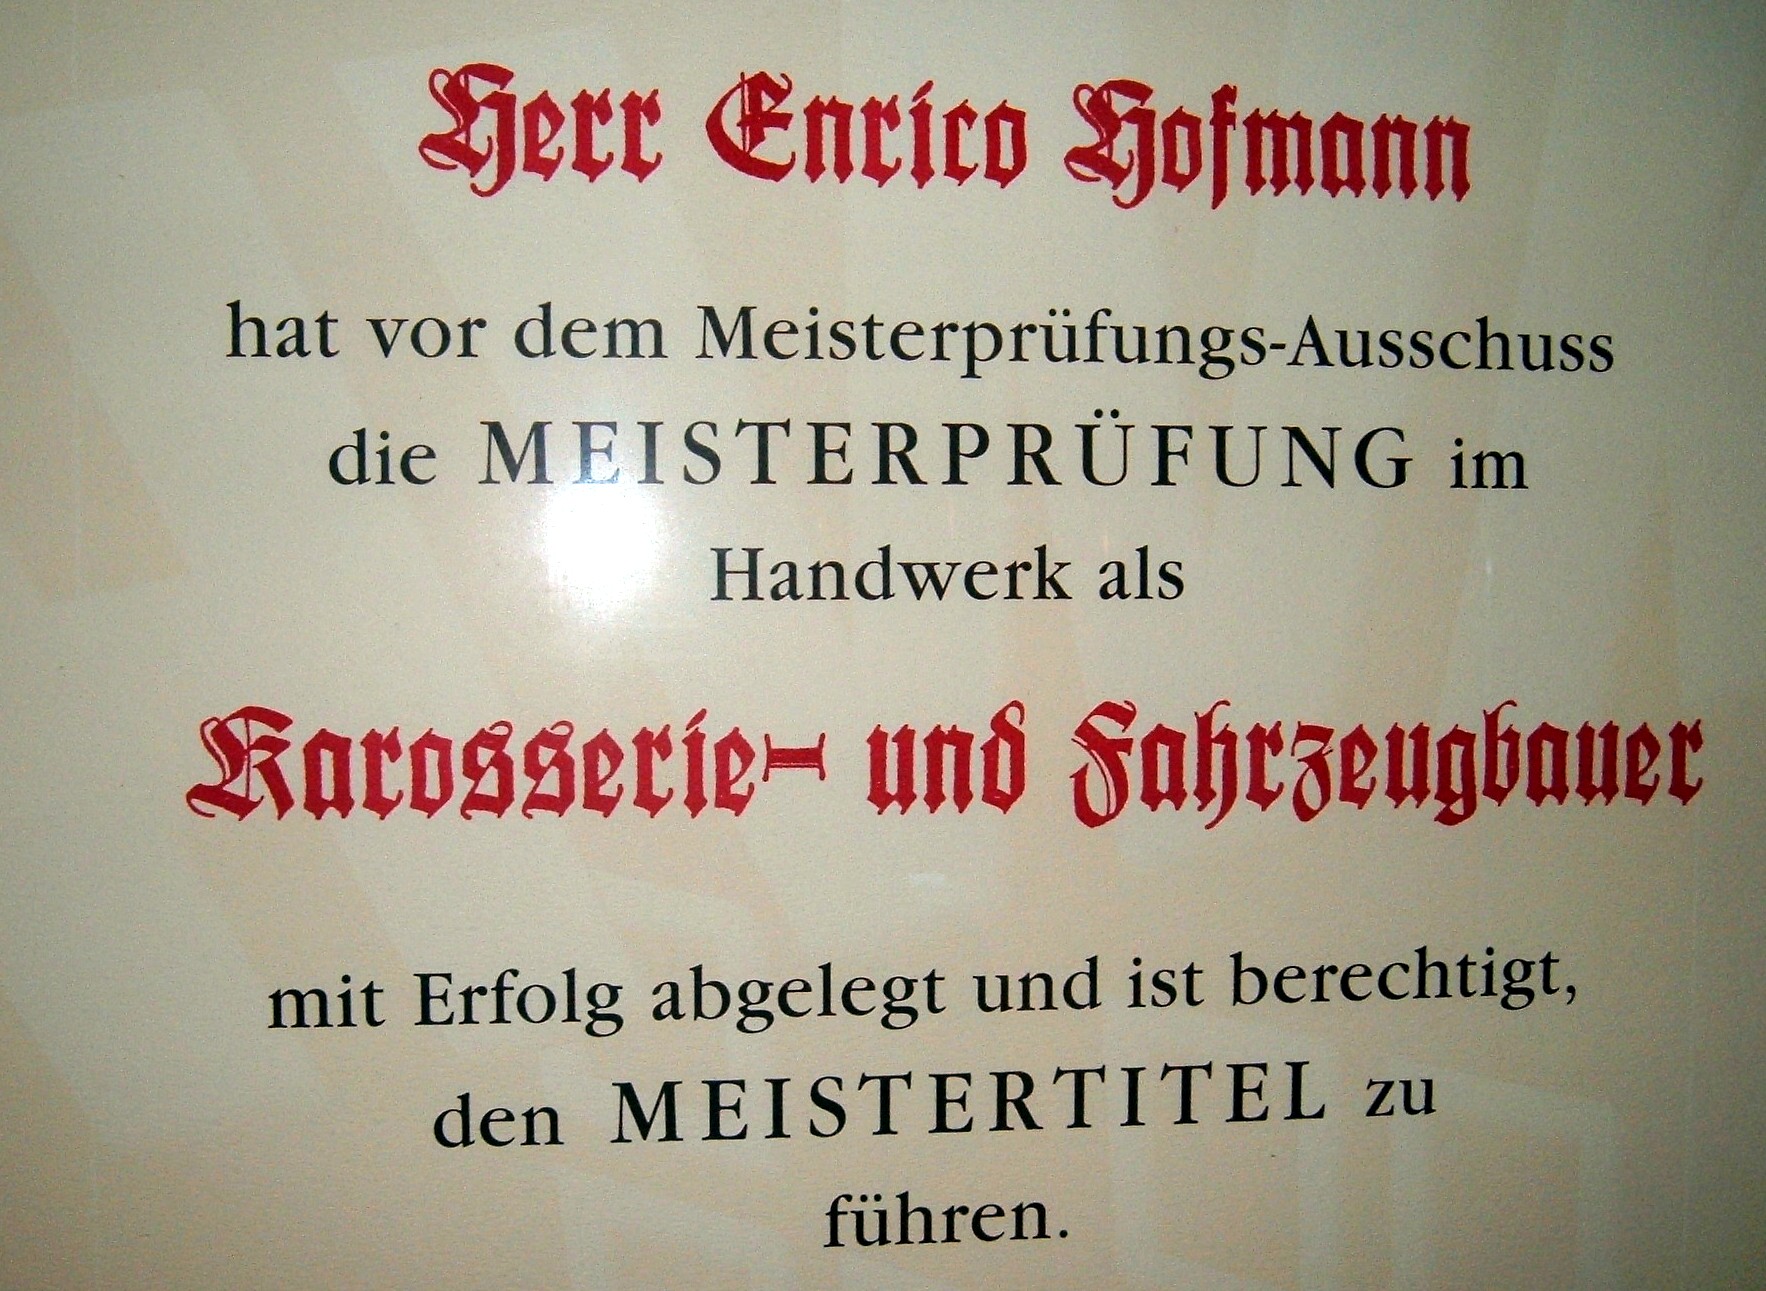 Herr Enrico Hofmann
hat vor dem Meisterprüfungs-Ausschuss
die MEISTERPRÜFUNG im
Handwerk als
Karosserie- und Fahrzeugbauer
mit Erfolg abgelegt und ist berechtigt,
den MEISTERTITEL zu
führen.